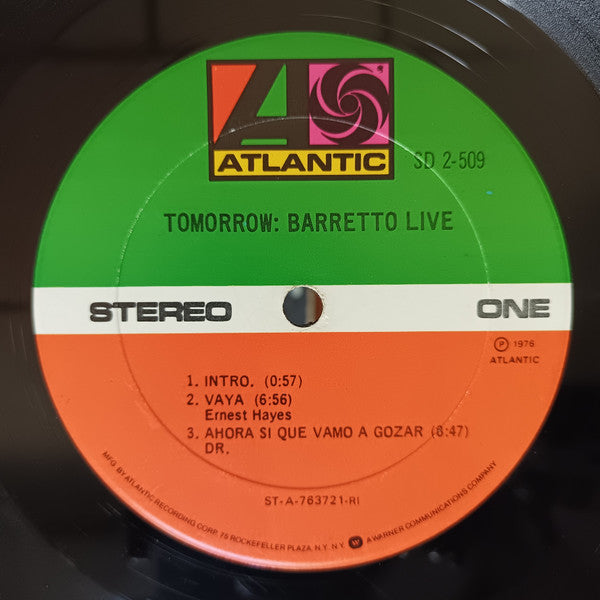 ATLANTIC
SD 2-509
TOMORROW: BARRETTO LIVE
STEREO
ONE
Ⓟ 1976
ATLANTIC
1. INTRO. (0:57)
2. VAYA (6:56)
Ernest Hayes
3. AHORA SI QUE VAMO A GOZAR (8:47)
DR.
ST-A-763721-RI
MFG. BY ATLANTIC RECORDING CORP. 75 ROCKEFELLER PLAZA, N.Y. N.Y. W A WARNER COMMUNICATIONS COMPANY